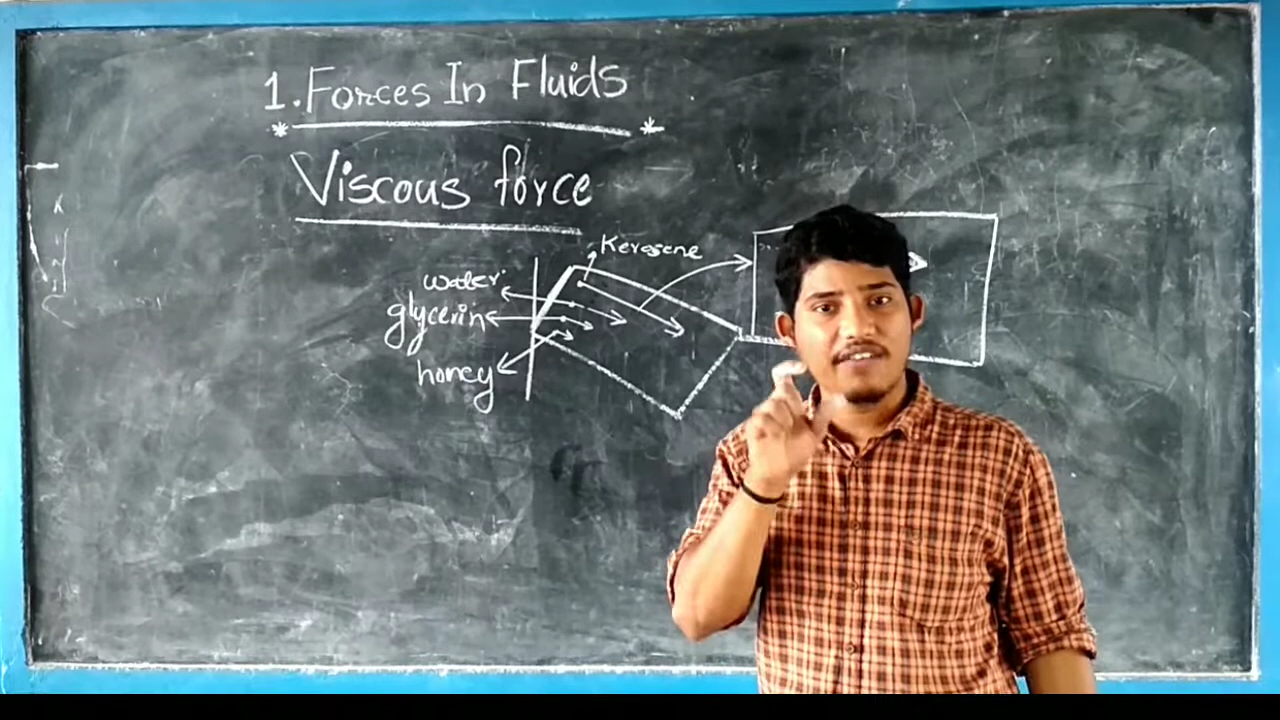 1. Forces In Fluids
Viscous force
Kerosene
water
glycerin
honey